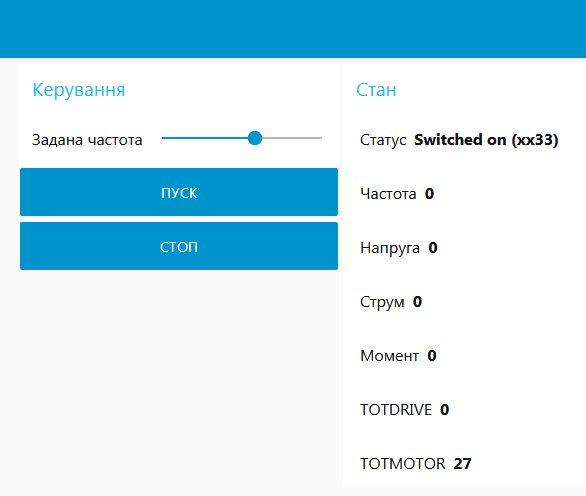 Керування
Задана частота
ПУСК
СТОП
Стан
Статус Switched on (xx33)
Частота 0
Напруга 0
Струм 0
Момент 0
TOTDRIVE 0
TOTMOTOR 27